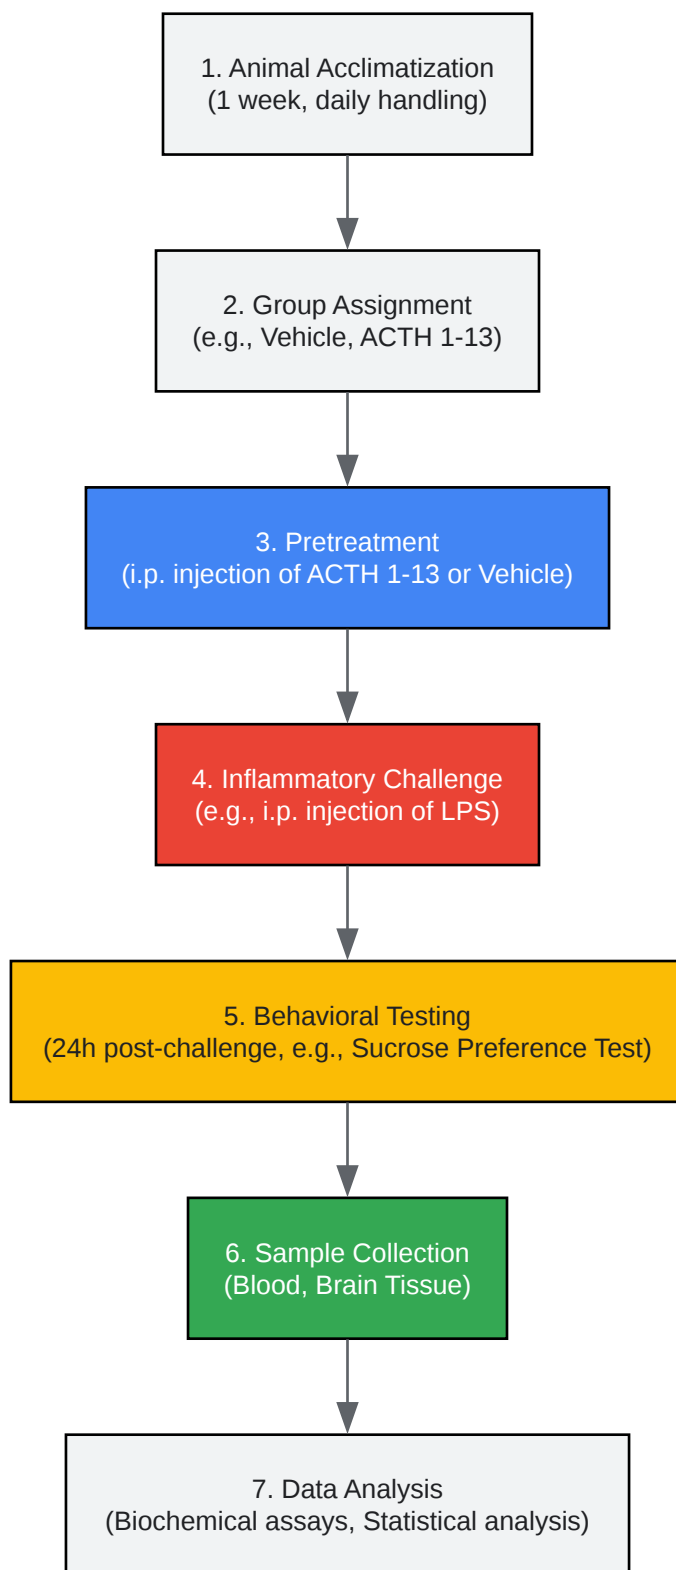 1. Animal Acclimatization
(1 week, daily handling)
2. Group Assignment
(e.g., Vehicle, ACTH 1-13)
3. Pretreatment
(i.p. injection of ACTH 1-13 or Vehicle)
4. Inflammatory Challenge
(e.g., i.p. injection of LPS)
5. Behavioral Testing
(24h post-challenge, e.g., Sucrose Preference Test)
6. Sample Collection
(Blood, Brain Tissue)
7. Data Analysis
(Biochemical assays, Statistical analysis)